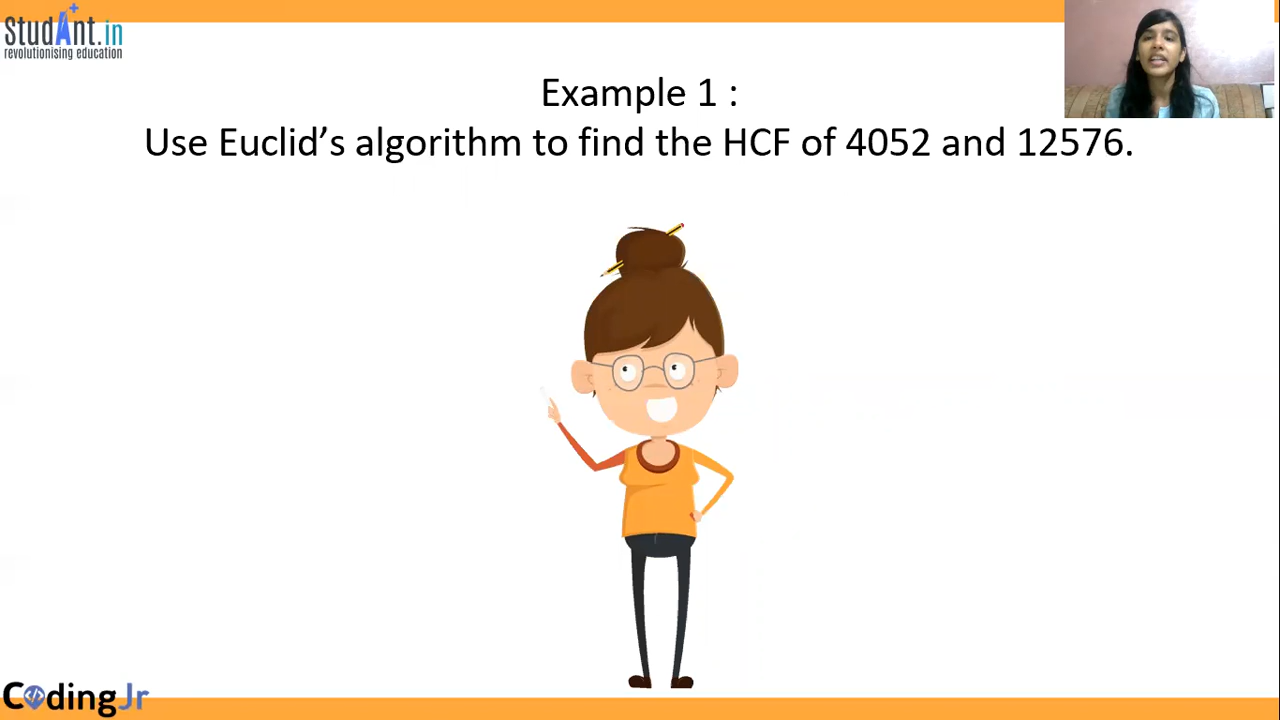 StudAnt.in
revolutionising education
Example 1 :
Use Euclid’s algorithm to find the HCF of 4052 and 12576.
CodingJr